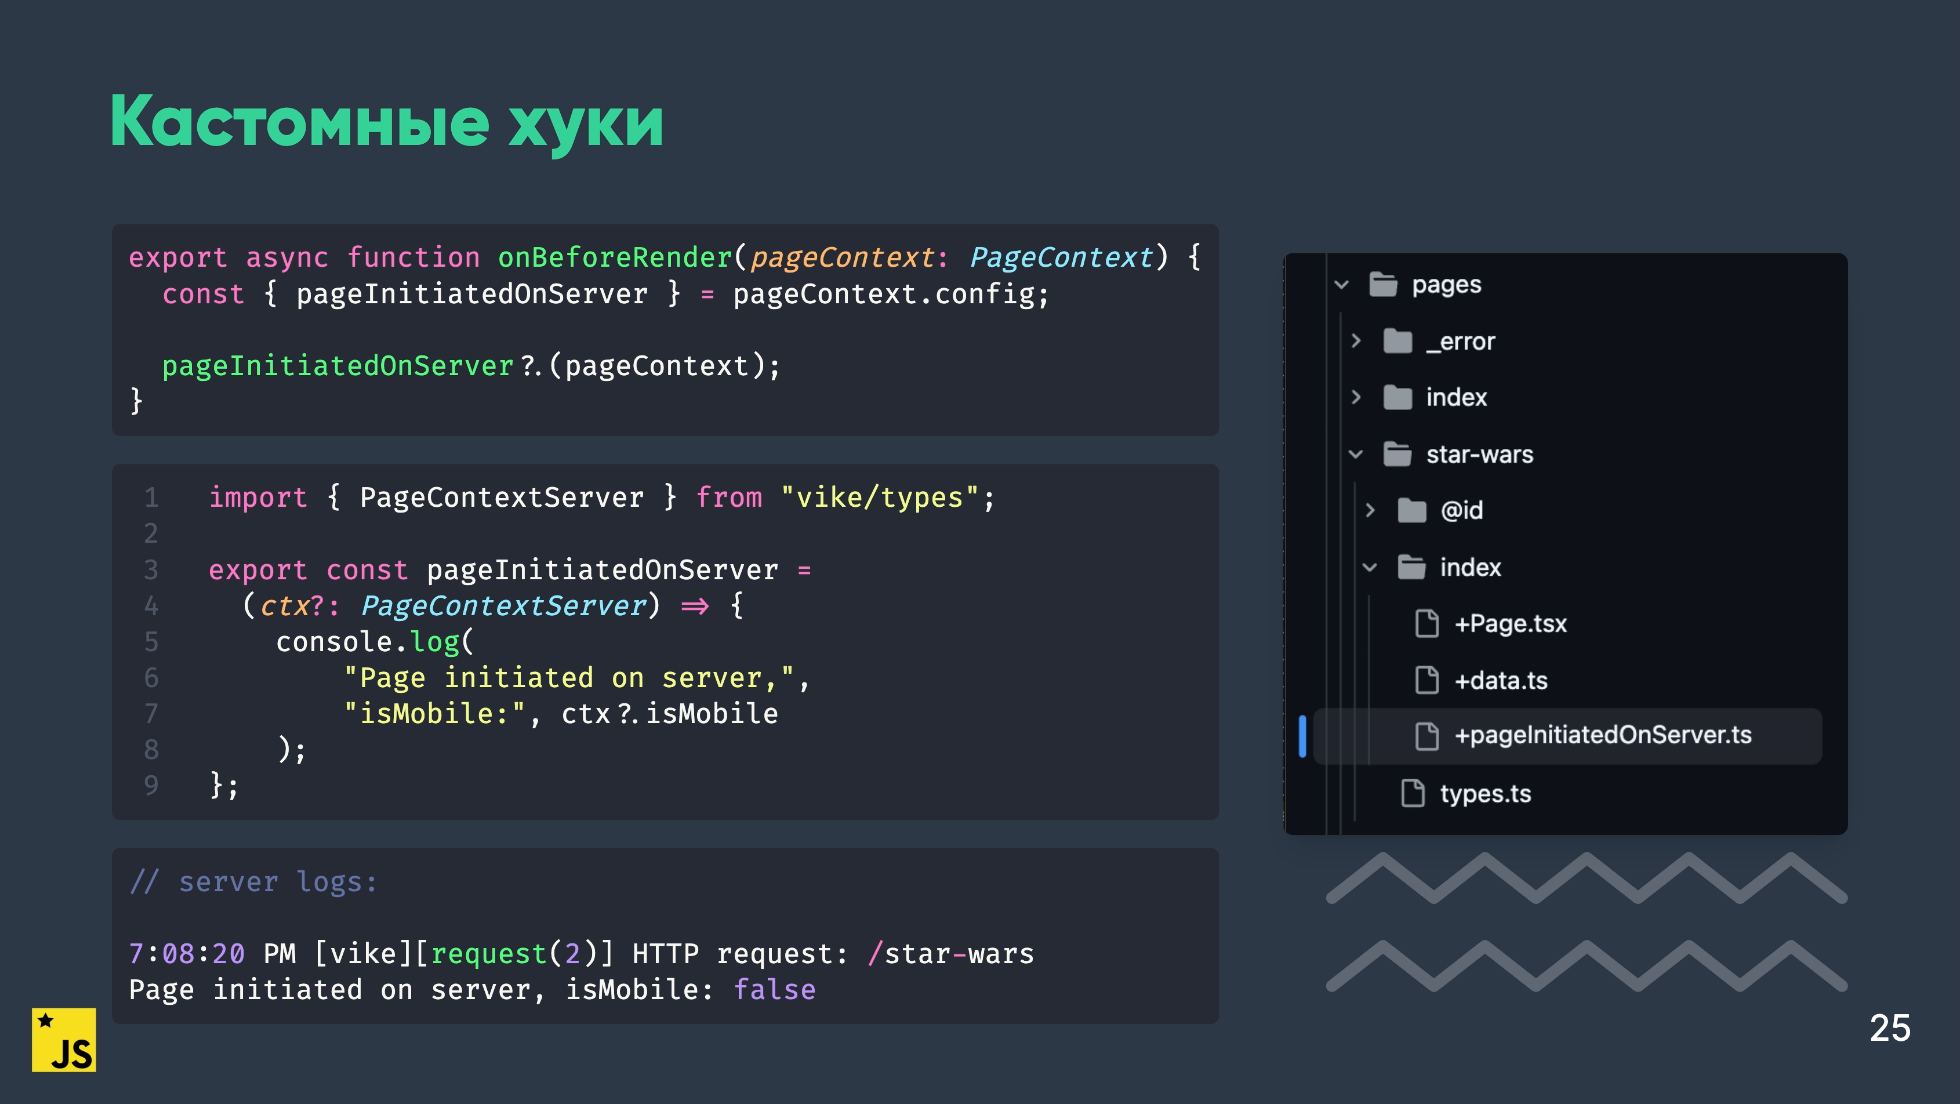 Кастомные хуки
export async function onBeforeRender(pageContext: PageContext) {
  const { pageInitiatedOnServer } = pageContext.config;
  pageInitiatedOnServer?.(pageContext);
}
1 import { PageContextServer } from "vike/types";
2
3 export const pageInitiatedOnServer =
4   (ctx?: PageContextServer) => {
5     console.log(
6         "Page initiated on server,",
7         "isMobile:", ctx?.isMobile
8     );
9 };
// server logs:
7:08:20 PM [vike][request(2)] HTTP request: /star-wars
Page initiated on server, isMobile: false
pages
_error
index
star-wars
@id
index
+Page.tsx
+data.ts
+pageInitiatedOnServer.ts
types.ts
JS
25